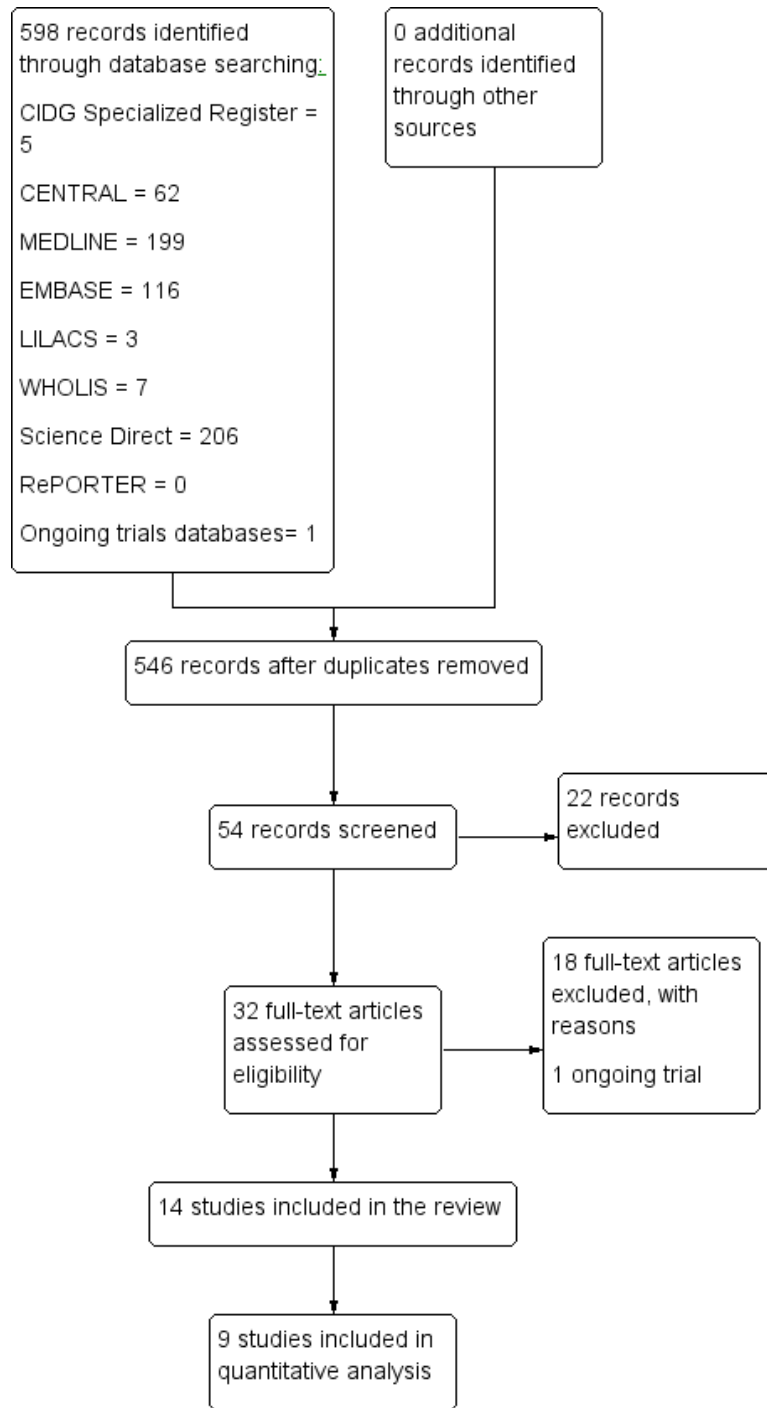 598 records identified
through database searching:
CIDG Specialized Register =
5
CENTRAL = 62
MEDLINE = 199
EMBASE = 116
LILACS = 3
WHOLIS = 7
Science Direct = 206
RePORTER = 0
Ongoing trials databases= 1
0 additional
records identified
through other
sources
546 records after duplicates removed
54 records screened
22 records
excluded
32 full-text articles
assessed for
eligibility
18 full-text articles
excluded, with
reasons
1 ongoing trial
14 studies included in the review
9 studies included in
quantitative analysis